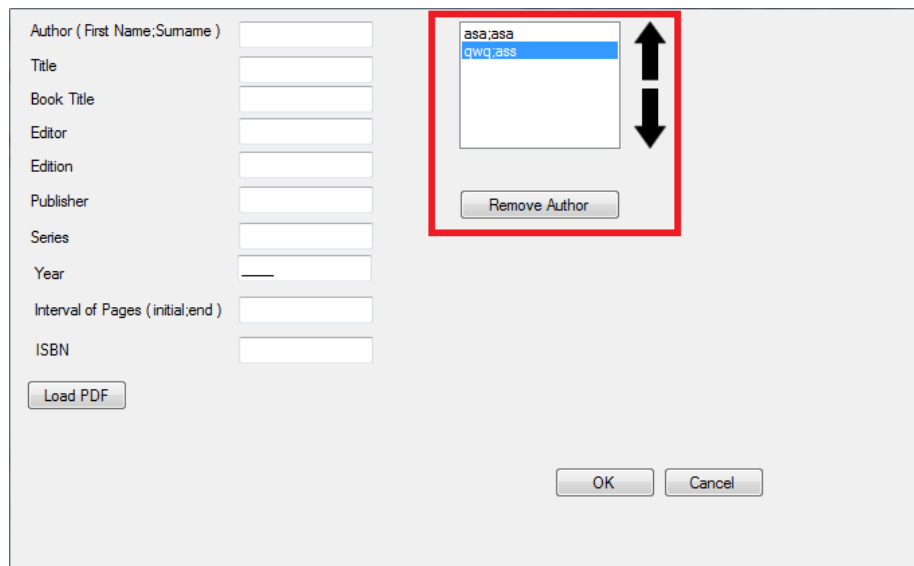 Author ( First Name;Surname )
Title
Book Title
Editor
Edition
Publisher
Series
Year
____
Interval of Pages ( initial;end )
ISBN
Load PDF
asa;asa
qwq;ass
Remove Author
OK
Cancel